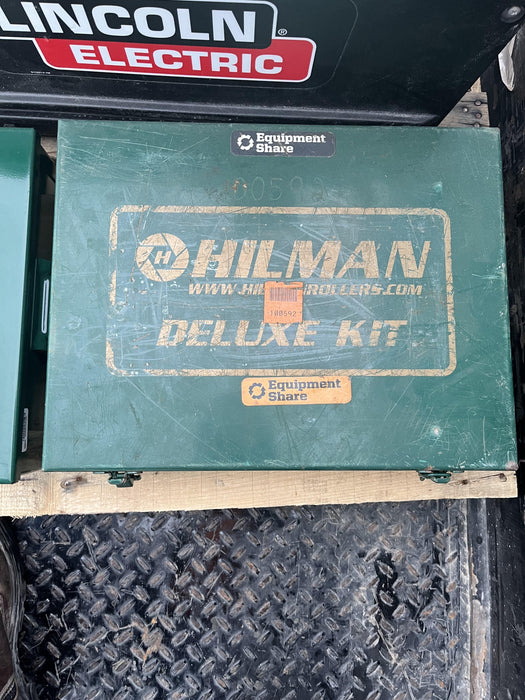 LINCOLN
ELECTRIC
Equipment
Share
HILMAN
DELUXE KIT
Equipment
Share